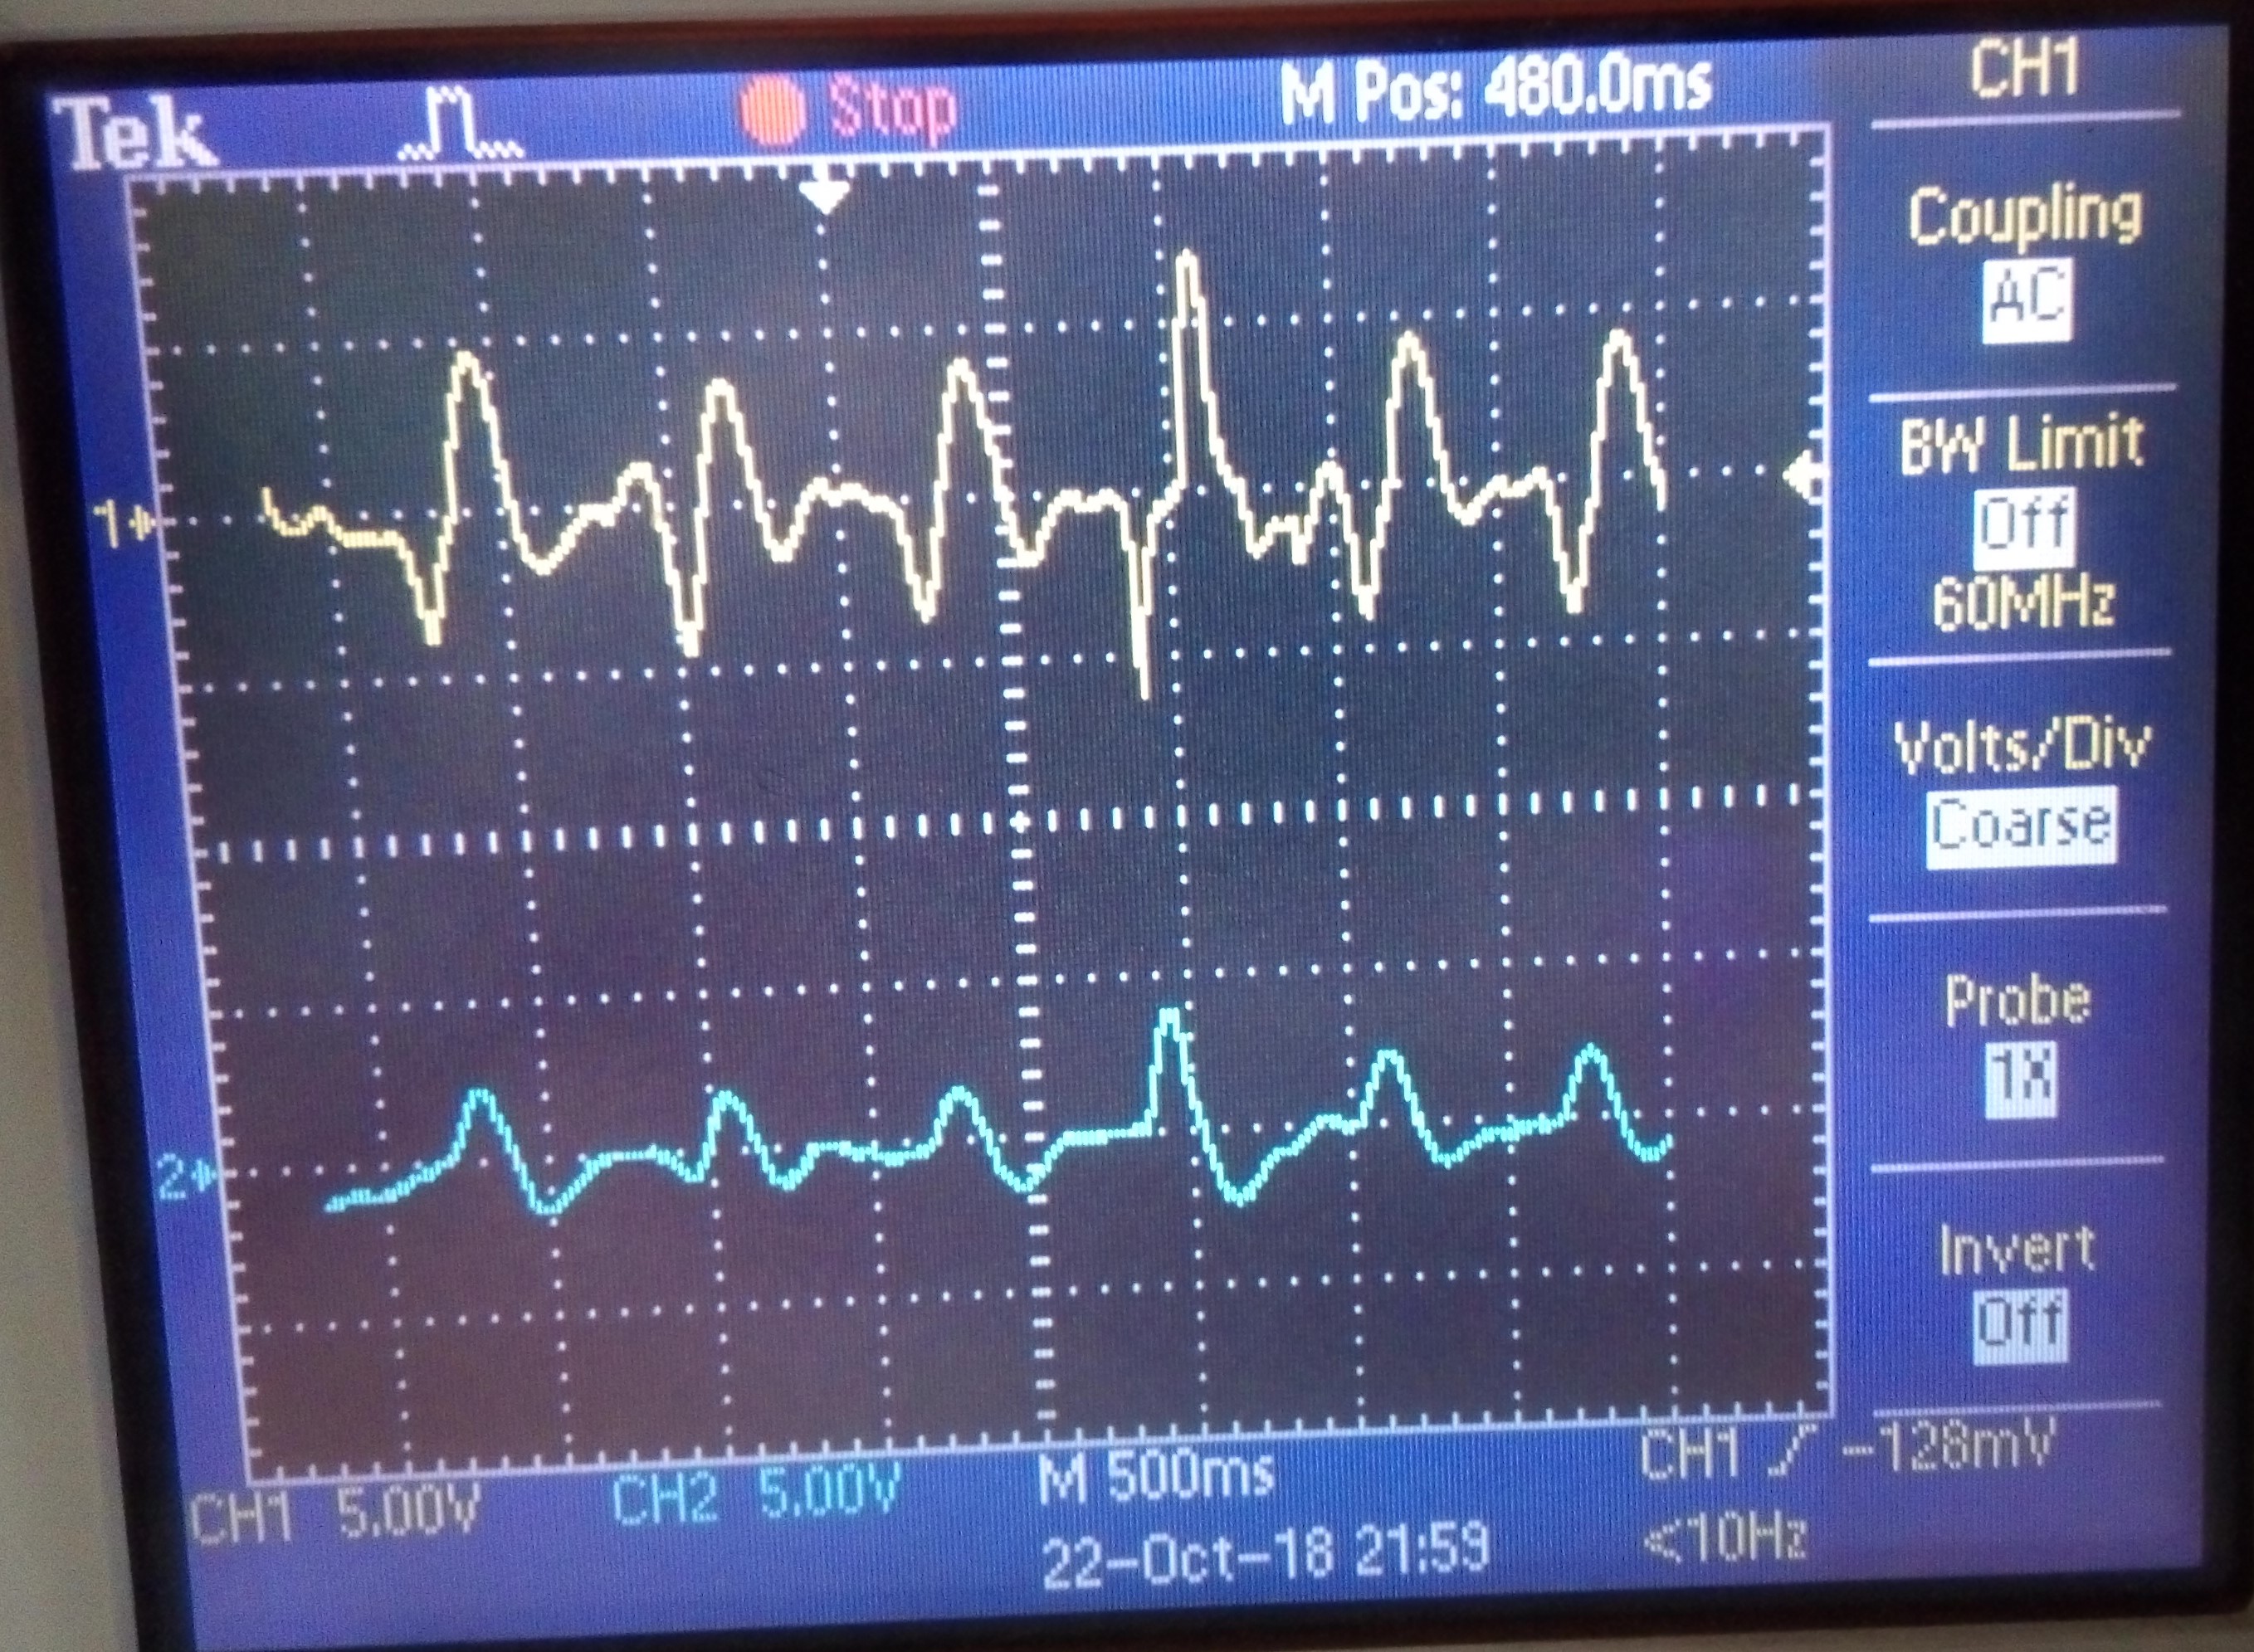 Tek Stop M Pos: 480.0ms CH1
Coupling
AC
1
BW Limit
Off
60MHz
Volts/Div
Coarse
Probe
1X
2
Invert
Off
CH1 5.00V CH2 5.00V M 500ms CH1 -128mV
22-Oct-18 21:59 <10Hz